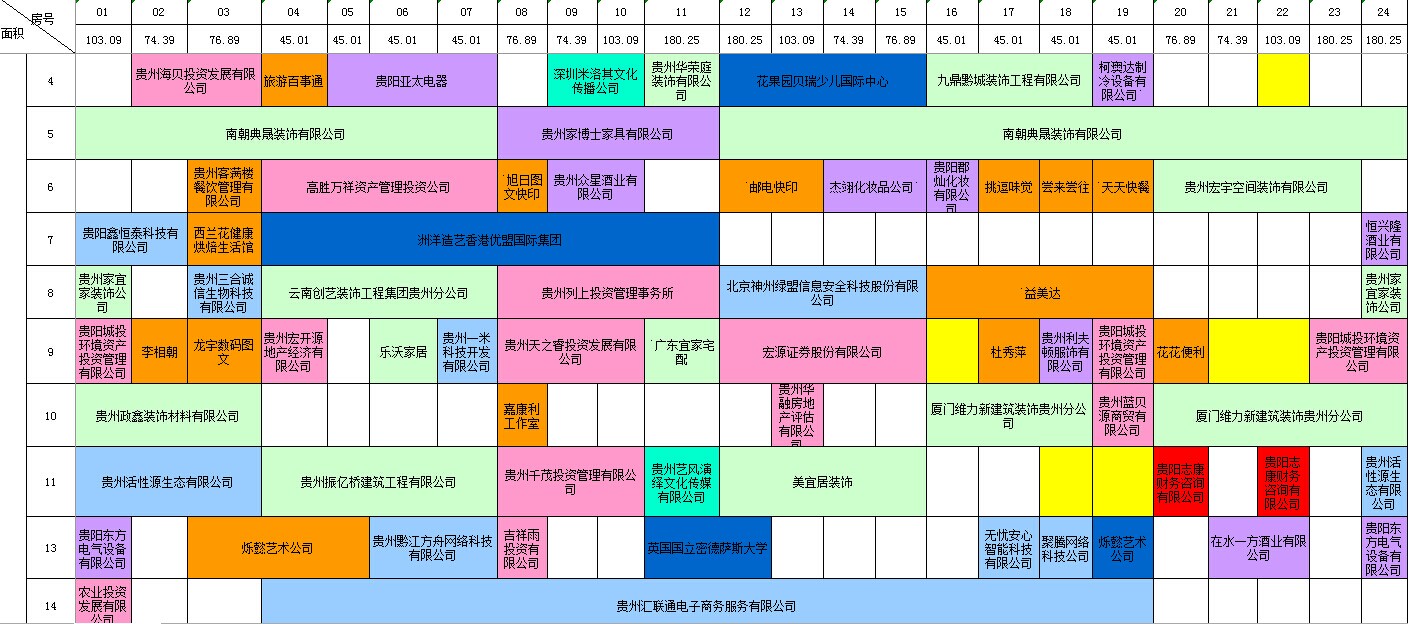 房号
面积
01 02 03 04 05 06 07 08 09 10 11 12 13 14 15 16 17 18 19 20 21 22 23 24
103.09 74.39 76.89 45.01 45.01 45.01 45.01 76.89 74.39 103.09 180.25 180.25 103.09 74.39 76.89 45.01 45.01 45.01 45.01 76.89 74.39 103.09 180.25 180.25
4
贵州海贝投资发展有限
公司
旅游百事通
贵阳亚太电器
深圳米洛其文化
传播公司
贵州华荣庭
装饰有限公
司
花果园贝瑞少儿国际中心
九鼎黔城装饰工程有限公司
柯澳达制
冷设备有
限公司
5
南朝典晟装饰有限公司
贵州家博士家具有限公司
南朝典晟装饰有限公司
6
贵州客满楼
餐饮管理有
限公司
高胜万祥资产管理投资公司
旭日图
文快印
贵州众星酒业有
限公司
邮电快印
杰翊化妆品公司
贵阳郡
灿化妆
有限公
司
挑逗味觉
尝来尝往
天天快餐
贵州宏宇空间装饰有限公司
7
贵阳鑫恒泰科技有
限公司
西兰花健康
烘焙生活馆
洲洋造艺香港优盟国际集团
恒兴隆
酒业有
限公司
8
贵州家宜
家装饰公
司
贵州三合诚
信生物科技
有限公司
云南创艺装饰工程集团贵州分公司
贵州列上投资管理事务所
北京神州绿盟信息安全科技股份有限
公司
益美达
贵州家
宜家装
饰公司
9
贵阳城投
环境资产
投资管理
有限公司
李相朝
龙宇数码图
文
贵州宏开源
地产经济有
限公司
乐沃家居
贵州一米
科技开发
有限公司
贵州天之睿投资发展有限
公司
广东宜家宅
配
宏源证券股份有限公司
杜秀萍
贵州利夫
顿服饰有
限公司
贵阳城投
环境资产
投资管理
有限公司
花花便利
贵阳城投环境资
产投资管理有限
公司
10
贵州政鑫装饰材料有限公司
嘉康利
工作室
贵州华
融房地
产评估
有限公
司
厦门维力新建筑装饰贵州分公
司
贵州蓝贝
源商贸有
限公司
厦门维力新建筑装饰贵州分公司
11
贵州活性源生态有限公司
贵州振亿桥建筑工程有限公司
贵州千茂投资管理有限公
司
贵州艺风演
绎文化传媒
有限公司
美宜居装饰
贵阳志康
财务咨询
有限公司
贵阳志
康财务
咨询有
限公司
贵州活
性源生
态有限
公司
13
贵阳东方
电气设备
有限公司
烁懿艺术公司
贵州黔江方舟网络科技
有限公司
吉祥雨
投资有
限公司
英国国立密德萨斯大学
无忧安心
智能科技
有限公司
聚腾网络
科技公司
烁懿艺术
公司
在水一方酒业有限
公司
贵阳东
方电气
设备有
限公司
14
农业投资
发展有限
公司
贵州汇联通电子商务服务有限公司